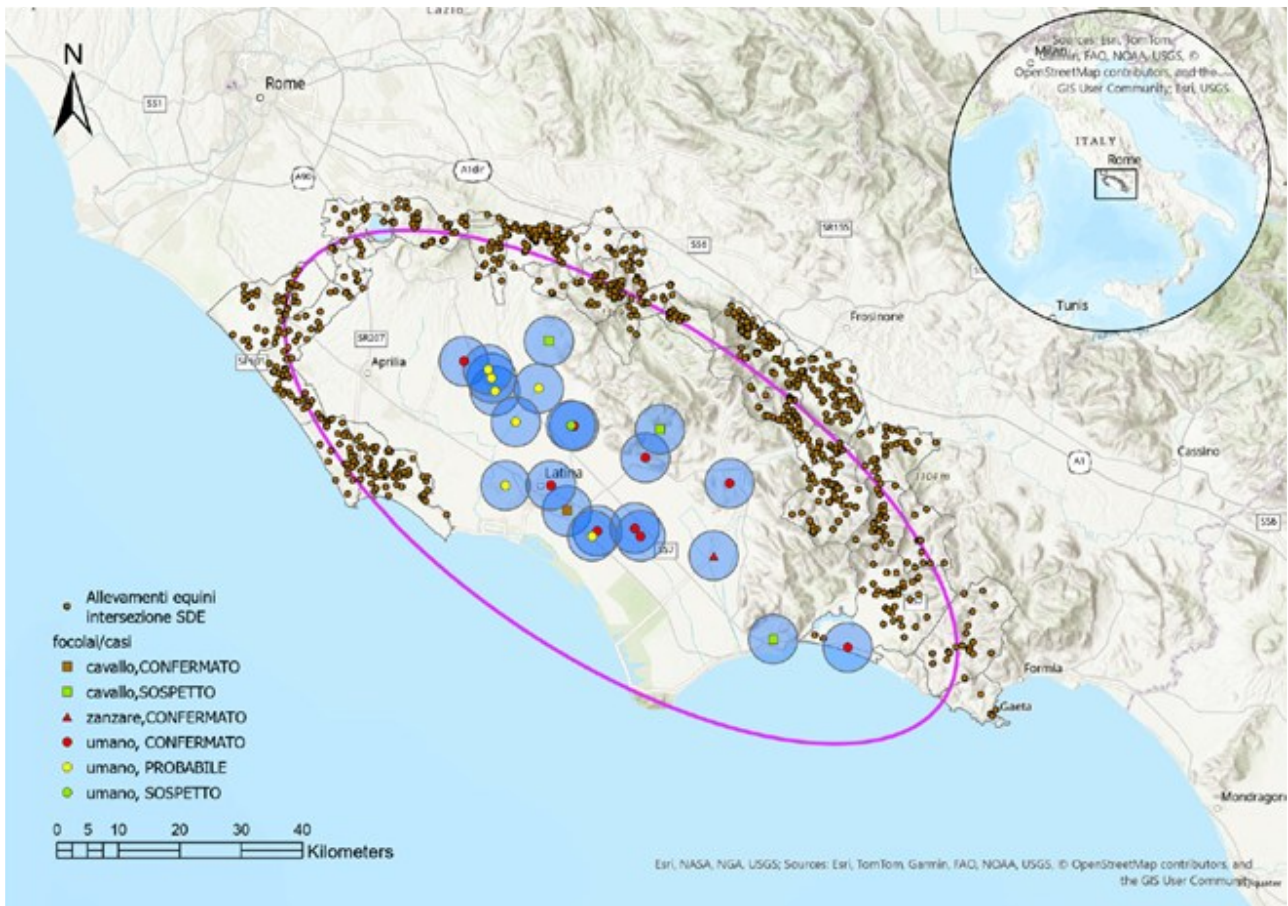 Lazio
N
Rome
SS1
A90
A1dir
SS6
SR155
Frosinone
SR207
Aprilia
Latina
Cassino
A1
1104 m
SS7
Formia
Gaeta
Mondragon
Sources: Esri, TomTom,
Garmin, FAO, NOAA, USGS, ©
OpenStreetMap contributors, and the
GIS User Community; Esri, USGS
Milan
ITALY
Rome
Tunis
Allevamenti equini
intersezione SDE
focolai/casi
cavallo,CONFERMATO
cavallo,SOSPETTO
zanzare,CONFERMATO
umano, CONFERMATO
umano, PROBABILE
umano, SOSPETTO
0 5 10 20 30 40
Kilometers
Esri, NASA, NGA, USGS; Sources: Esri, TomTom, Garmin, FAO, NOAA, USGS, © OpenStreetMap contributors, and
the GIS User Community